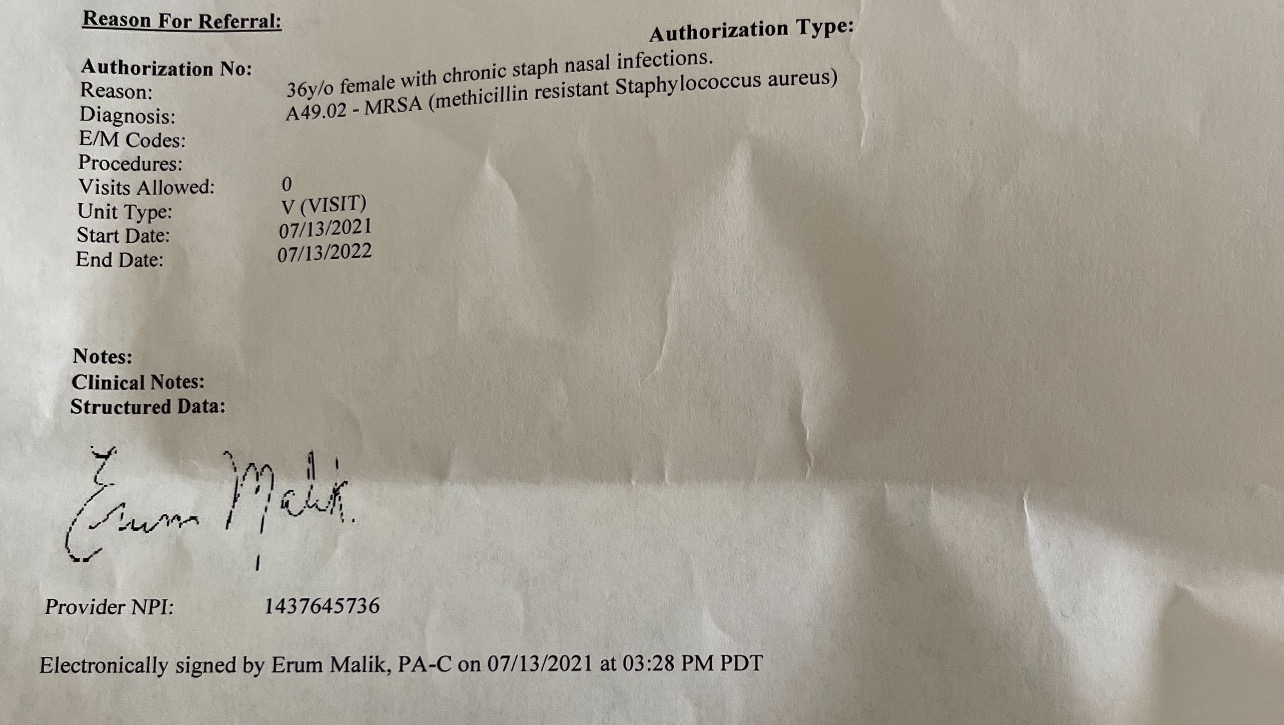 Reason For Referral:
Authorization Type:
Authorization No:
Reason: 36y/o female with chronic staph nasal infections.
Diagnosis: A49.02 - MRSA (methicillin resistant Staphylococcus aureus)
E/M Codes:
Procedures:
Visits Allowed: 0
Unit Type: V (VISIT)
Start Date: 07/13/2021
End Date: 07/13/2022
Notes:
Clinical Notes:
Structured Data:
Erum Malik.
Provider NPI: 1437645736
Electronically signed by Erum Malik, PA-C on 07/13/2021 at 03:28 PM PDT